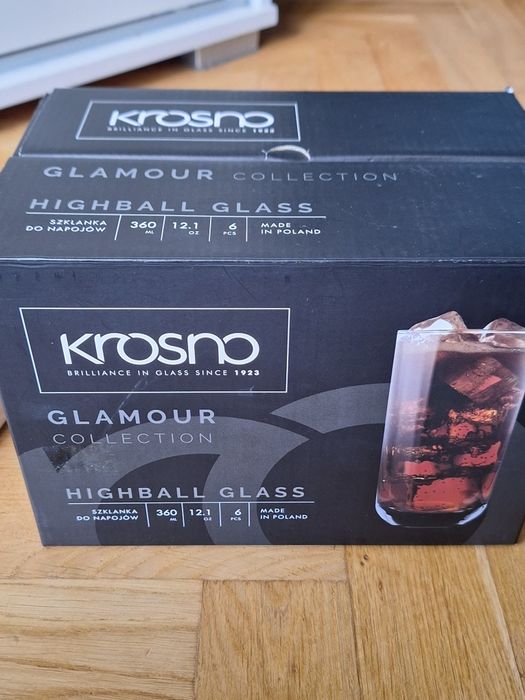 KROSNO
BRILLIANCE IN GLASS SINCE 1923
GLAMOUR COLLECTION
HIGHBALL GLASS
SZKLANKA DO NAPOJÓW | 360 ML | 12.1 OZ | 6 PCS | MADE IN POLAND
KROSNO
BRILLIANCE IN GLASS SINCE 1923
GLAMOUR
COLLECTION
HIGHBALL GLASS
SZKLANKA DO NAPOJÓW | 360 ML | 12.1 OZ | 6 PCS | MADE IN POLAND